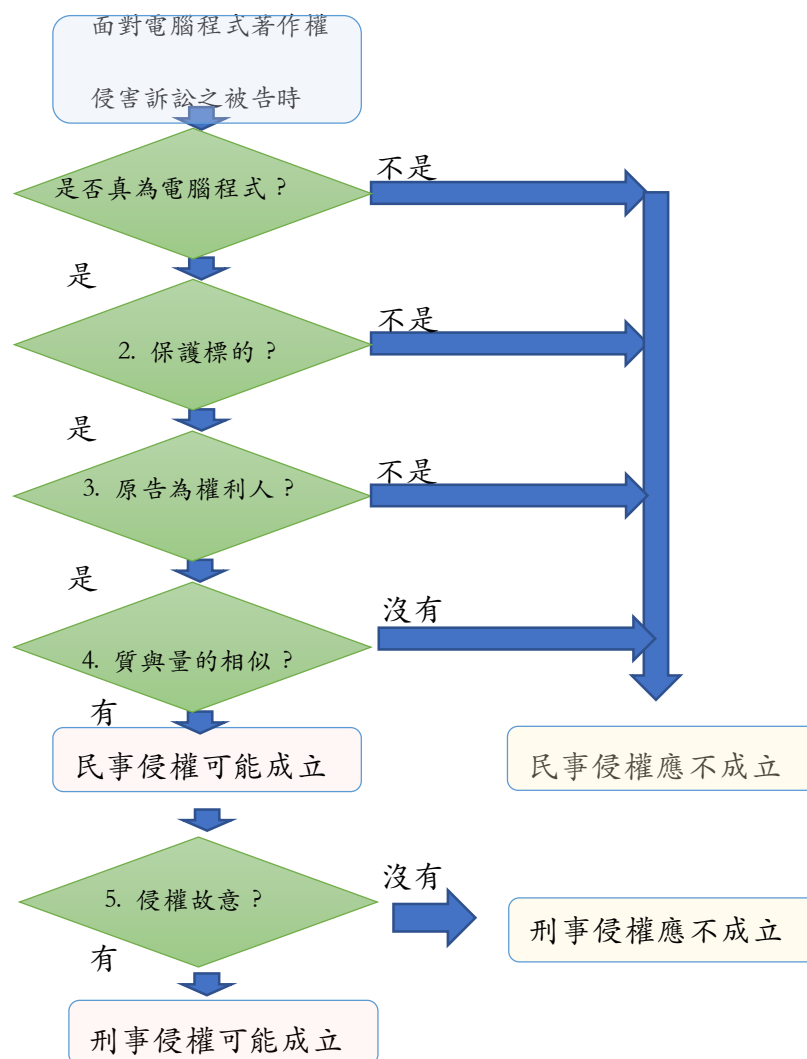 面對電腦程式著作權
侵害訴訟之被告時
是否真為電腦程式？
不是
是
2. 保護標的？
不是
是
3. 原告為權利人？
不是
是
4. 質與量的相似？
沒有
有
民事侵權可能成立
民事侵權應不成立
5. 侵權故意？
沒有
刑事侵權應不成立
有
刑事侵權可能成立